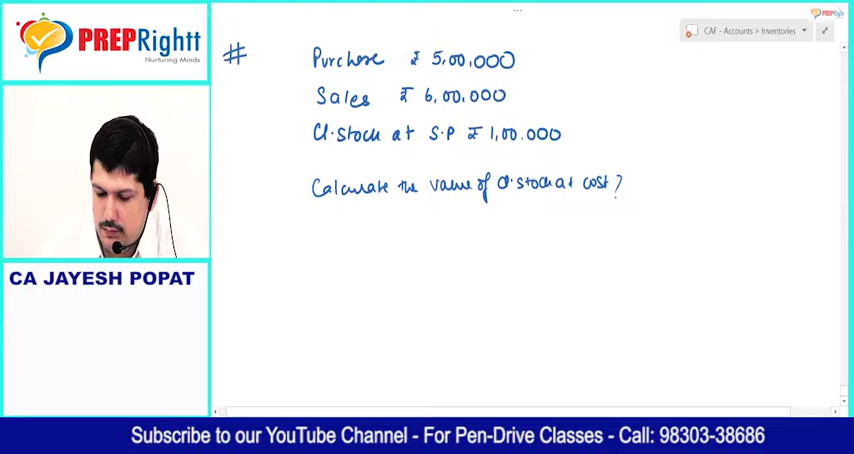 PREPRightt
Nurturing Minds
CAF - Accounts > Inventories
PREPRightt
# Purchase ₹ 5,00,000
Sales ₹ 6,00,000
Cl. stock at S.P ₹ 1,00.000
Calculate the value of Cl. stock at cost?
CA JAYESH POPAT
Subscribe to our YouTube Channel - For Pen-Drive Classes - Call: 98303-38686